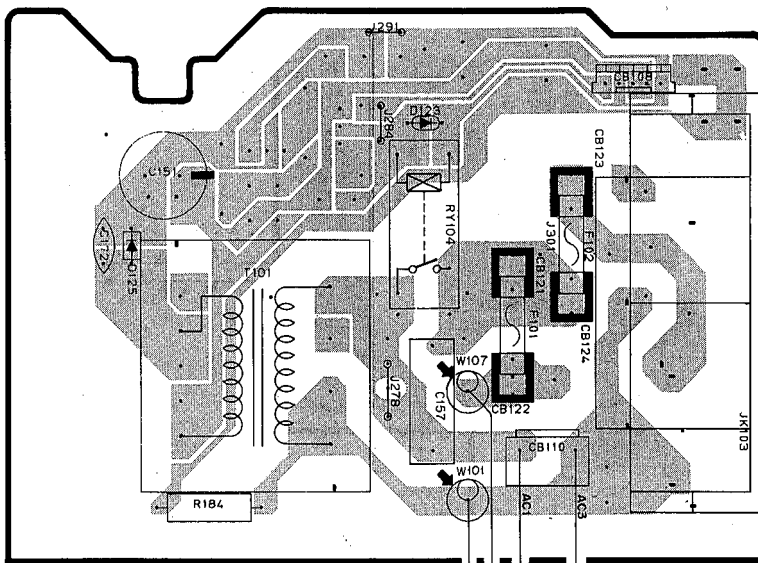 J291
CB108
D123
J284
C151
CB123
RY104
J301
F102
C172
D125
T101
CB121
F101
CB124
W107
J278
C157
CB122
JK103
CB110
W101
R184
AC1
AC3